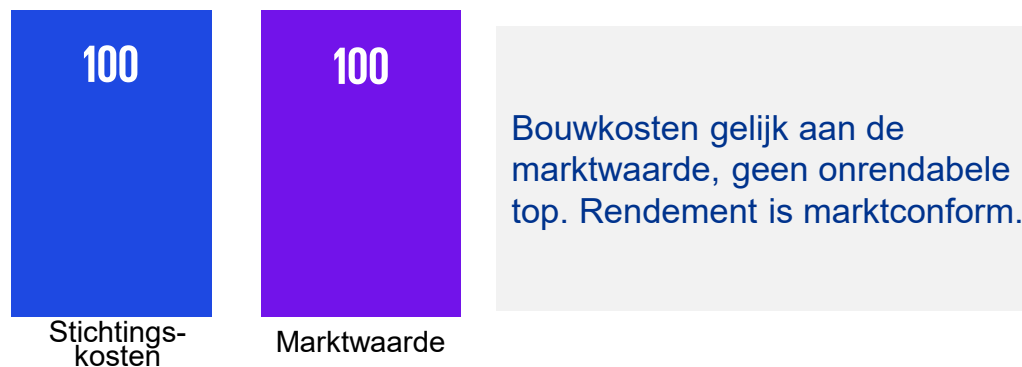 100
100
Bouwkosten gelijk aan de
marktwaarde, geen onrendabele
top. Rendement is marktconform.
Stichtings-
kosten
Marktwaarde